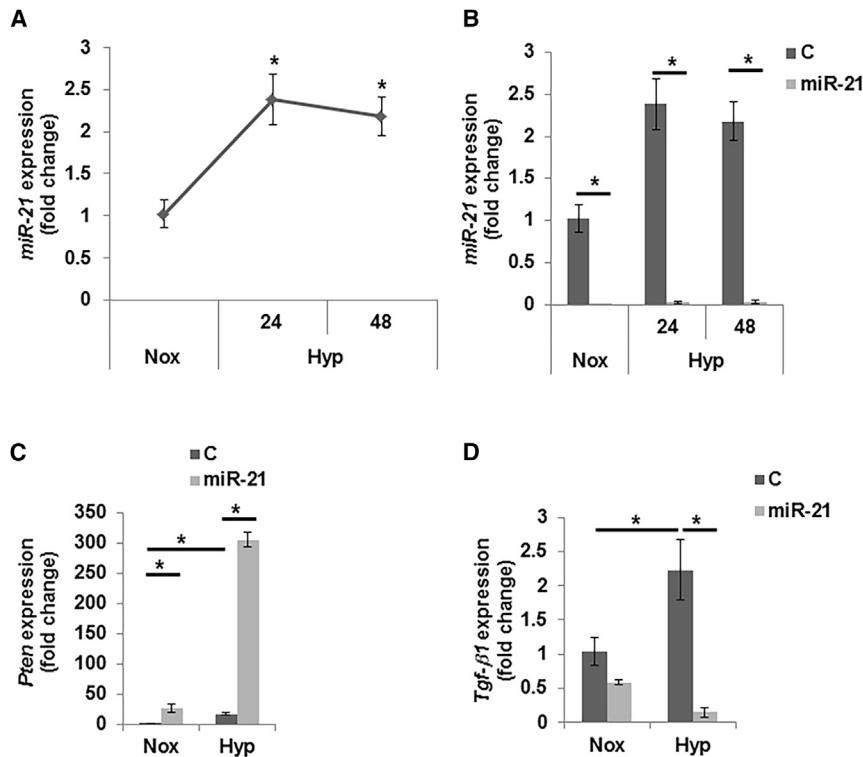 A
miR-21 expression
(fold change)
3
2.5
2
1.5
1
0.5
0
*
*
24
48
Nox
Hyp
B
C
miR-21
miR-21 expression
(fold change)
3
2.5
2
1.5
1
0.5
0
*
*
*
24
48
Nox
Hyp
C
C
miR-21
Pten expression
(fold change)
350
300
250
200
150
100
50
0
*
*
*
Nox
Hyp
D
C
miR-21
Tgf-β1 expression
(fold change)
3
2.5
2
1.5
1
0.5
0
*
*
Nox
Hyp